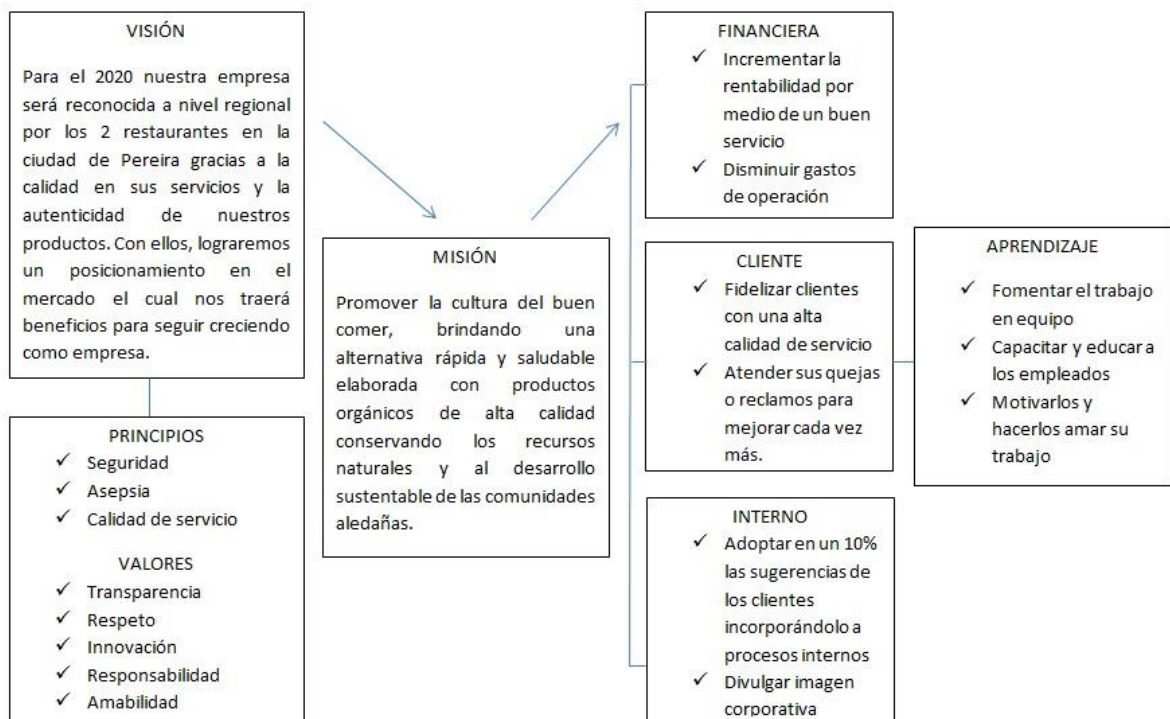 VISIÓN
Para el 2020 nuestra empresa
será reconocida a nivel regional
por los 2 restaurantes en la
ciudad de Pereira gracias a la
calidad en sus servicios y la
autenticidad de nuestros
productos. Con ellos, lograremos
un posicionamiento en el
mercado el cual nos traerá
beneficios para seguir creciendo
como empresa.
PRINCIPIOS
✓ Seguridad
✓ Asepsia
✓ Calidad de servicio
VALORES
✓ Transparencia
✓ Respeto
✓ Innovación
✓ Responsabilidad
✓ Amabilidad
MISIÓN
Promover la cultura del buen
comer, brindando una
alternativa rápida y saludable
elaborada con productos
orgánicos de alta calidad
conservando los recursos
naturales y al desarrollo
sustentable de las comunidades
aledañas.
FINANCIERA
✓ Incrementar la
rentabilidad por
medio de un buen
servicio
✓ Disminuir gastos
de operación
CLIENTE
✓ Fidelizar clientes
con una alta
calidad de servicio
✓ Atender sus quejas
o reclamos para
mejorar cada vez
más.
INTERNO
✓ Adoptar en un 10%
las sugerencias de
los clientes
incorporándolo a
procesos internos
✓ Divulgar imagen
corporativa
APRENDIZAJE
✓ Fomentar el trabajo
en equipo
✓ Capacitar y educar a
los empleados
✓ Motivarlos y
hacerlos amar su
trabajo